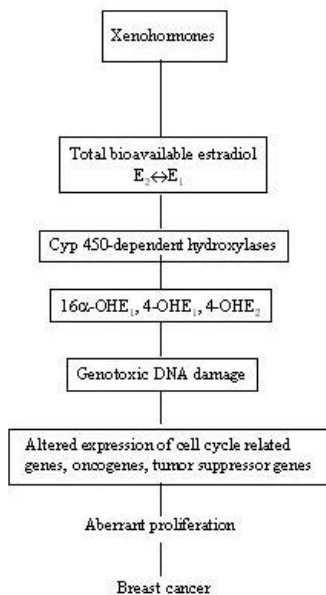 Xenohormones
Total bioavailable estradiol
E₂↔E₁
Cyp 450-dependent hydroxylases
16α-OHE₁, 4-OHE₁, 4-OHE₂
Genotoxic DNA damage
Altered expression of cell cycle related
genes, oncogenes, tumor suppressor genes
Aberrant proliferation
Breast cancer